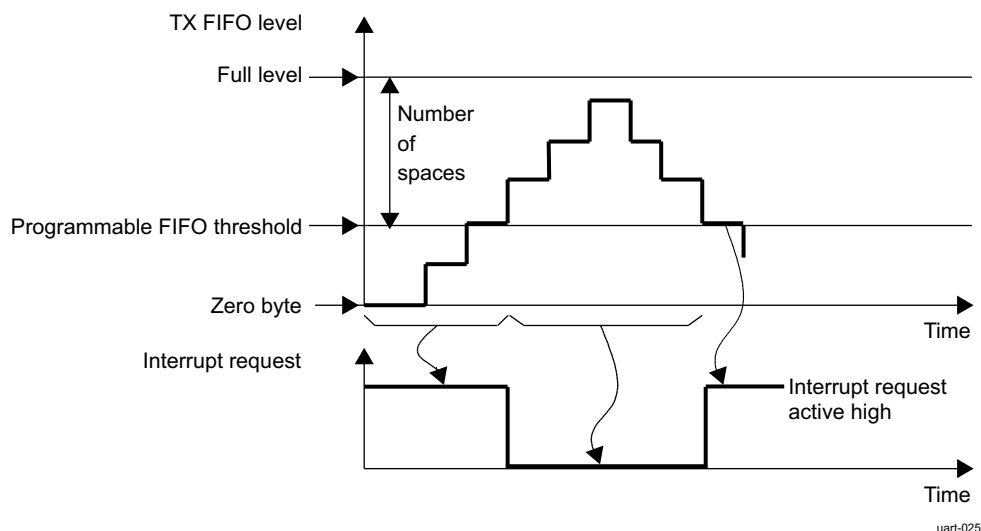 TX FIFO level
Full level
Number
of
spaces
Programmable FIFO threshold
Zero byte
Time
Interrupt request
Interrupt request
active high
Time
uart-025